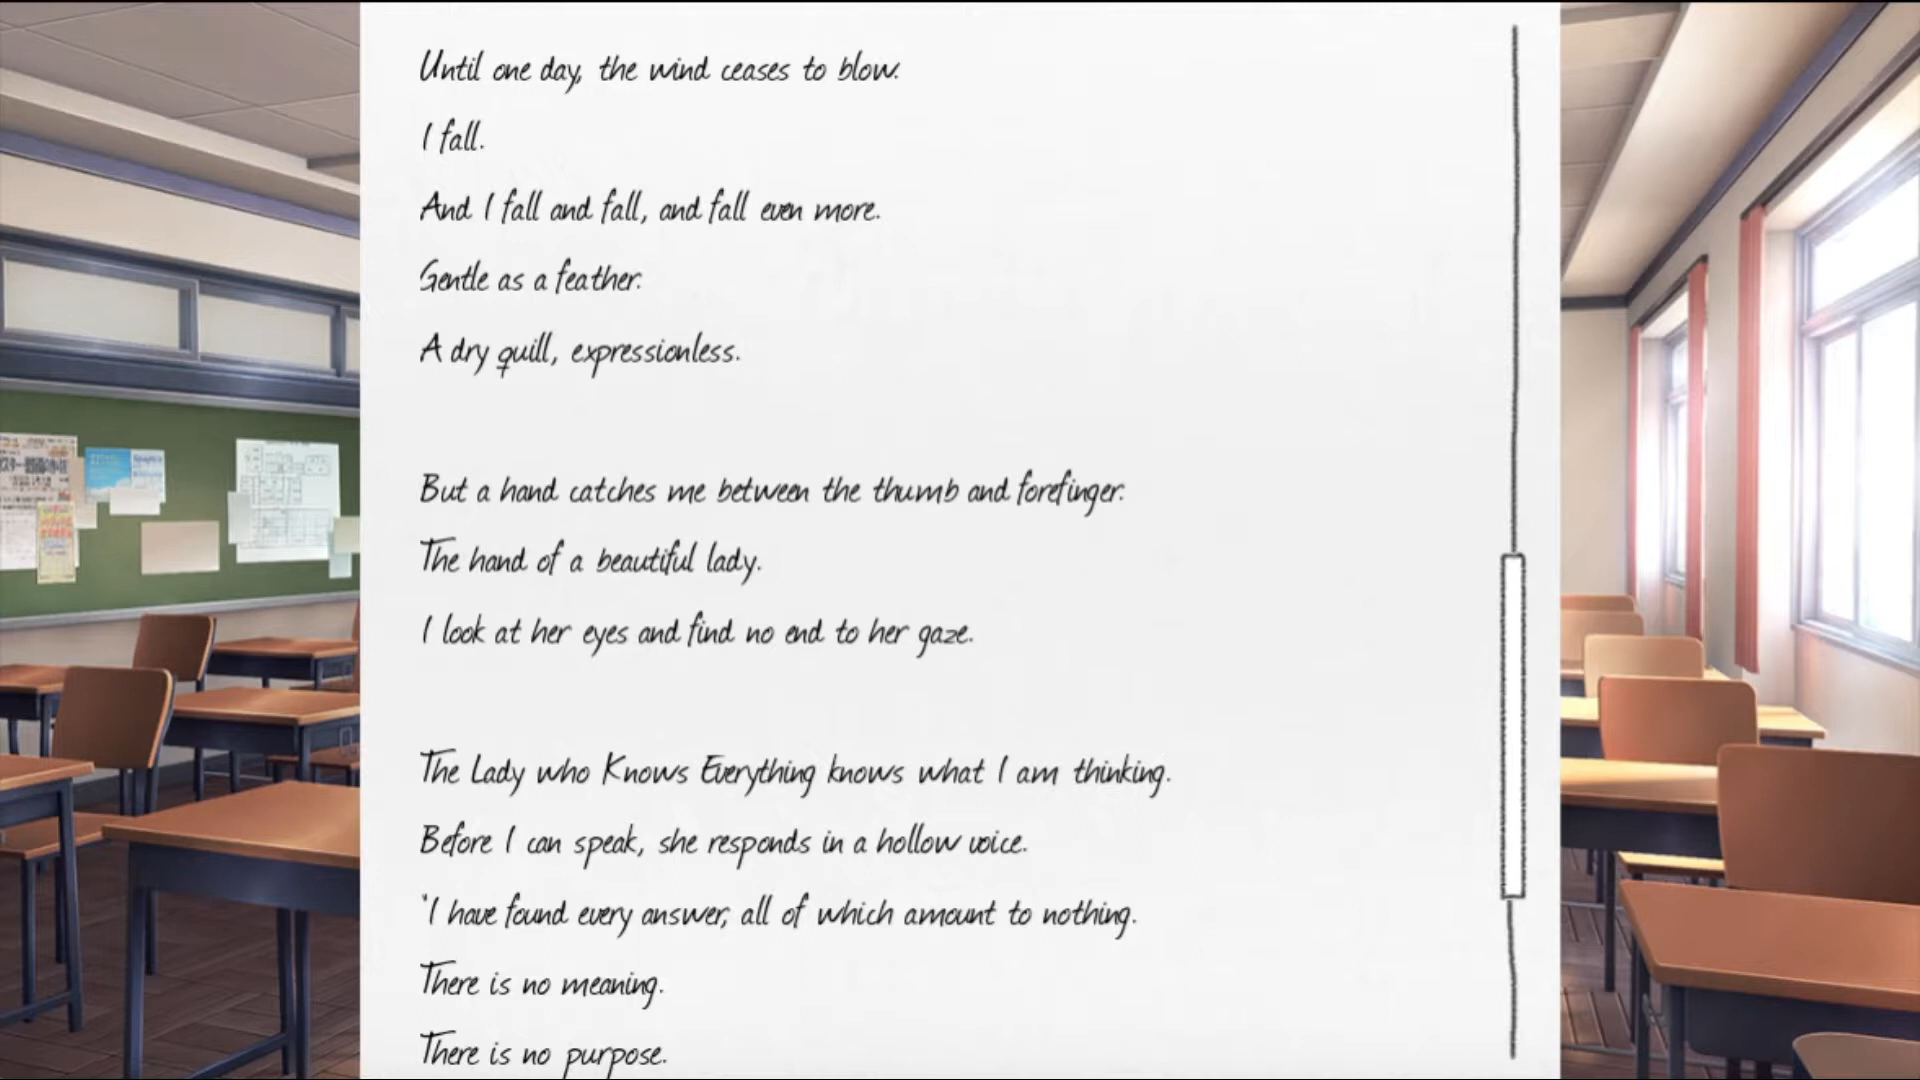 Until one day, the wind ceases to blow.
I fall.
And I fall and fall, and fall even more.
Gentle as a feather.
A dry quill, expressionless.
But a hand catches me between the thumb and forefinger.
The hand of a beautiful lady.
I look at her eyes and find no end to her gaze.
The Lady who Knows Everything knows what I am thinking.
Before I can speak, she responds in a hollow voice.
"I have found every answer, all of which amount to nothing.
There is no meaning.
There is no purpose.